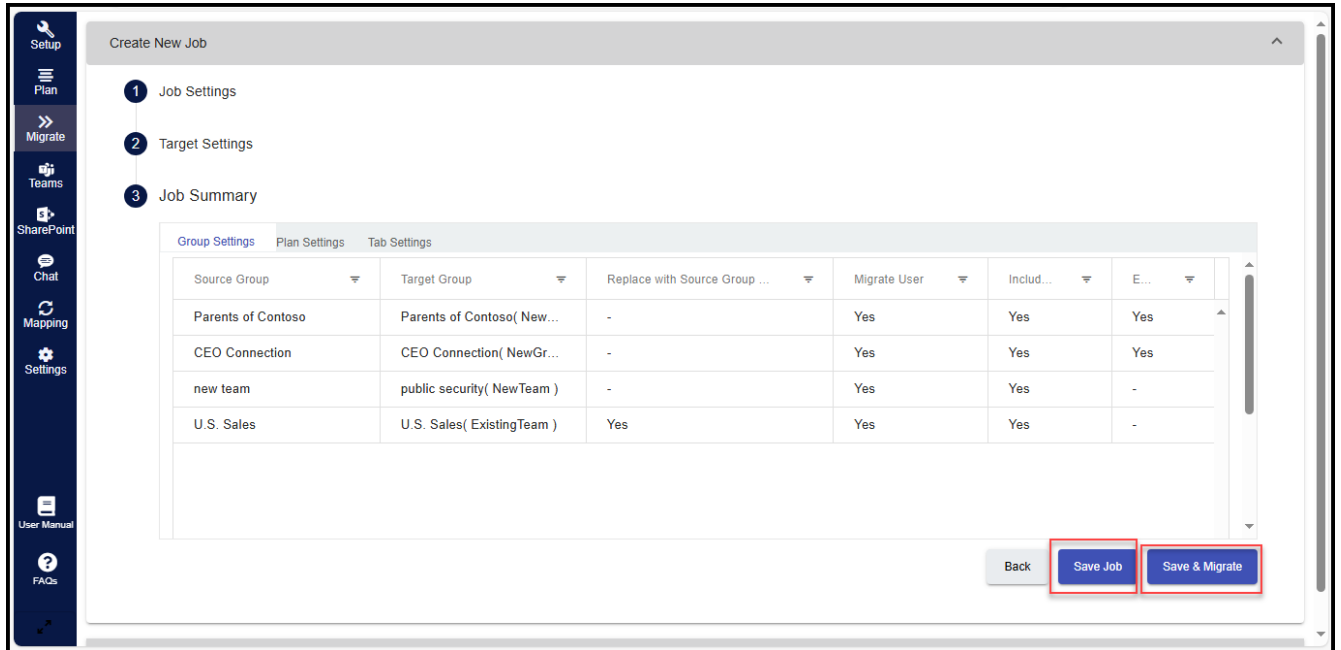 Setup
Plan
Migrate
Teams
SharePoint
Chat
Mapping
Settings
User Manual
FAQs
Create New Job
1 Job Settings
2 Target Settings
3 Job Summary
Group Settings Plan Settings Tab Settings
Source Group Target Group Replace with Source Group ... Migrate User Includ... E...
Parents of Contoso Parents of Contoso( New... - Yes Yes Yes
CEO Connection CEO Connection( NewGr... - Yes Yes Yes
new team public security( NewTeam ) - Yes Yes -
U.S. Sales U.S. Sales( ExistingTeam ) Yes Yes Yes -
Back Save Job Save & Migrate